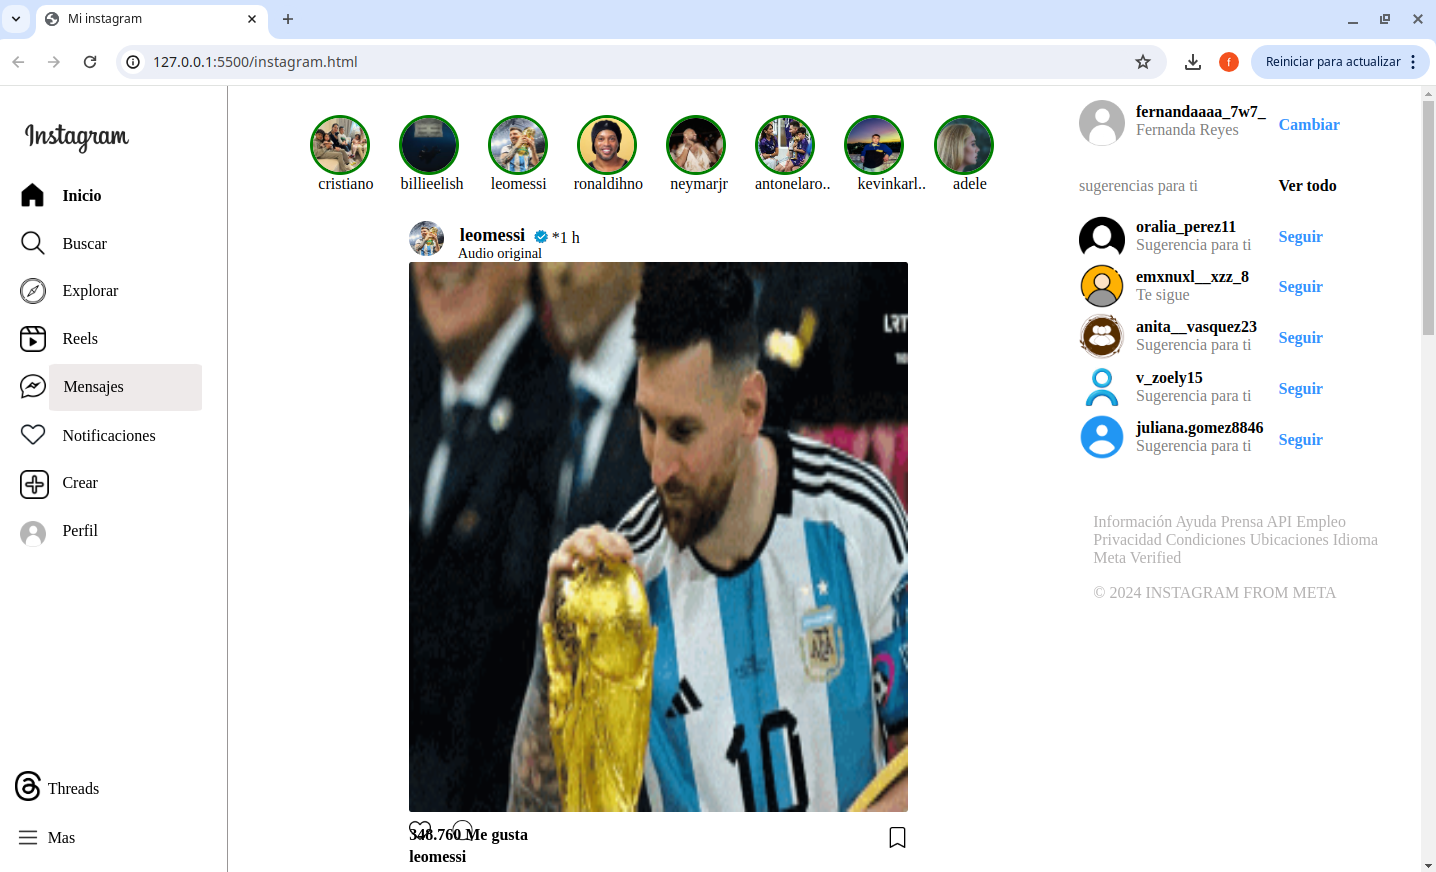 Mi instagram
127.0.0.1:5500/instagram.html
f
Reiniciar para actualizar
Instagram
Inicio
Buscar
Explorar
Reels
Mensajes
Notificaciones
Crear
Perfil
Threads
Mas
cristiano
billieelish
leomessi
ronaldihno
neymarjr
antonelaro..
kevinkarl..
adele
leomessi *1 h
Audio original
LRT
AFA
10
348.760 Me gusta
leomessi
fernandaaaa_7w7_
Fernanda Reyes
Cambiar
sugerencias para ti
Ver todo
oralia_perez11
Sugerencia para ti
Seguir
emxnuxl__xzz_8
Te sigue
Seguir
anita__vasquez23
Sugerencia para ti
Seguir
v_zoely15
Sugerencia para ti
Seguir
juliana.gomez8846
Sugerencia para ti
Seguir
Información Ayuda Prensa API Empleo
Privacidad Condiciones Ubicaciones Idioma
Meta Verified
© 2024 INSTAGRAM FROM META